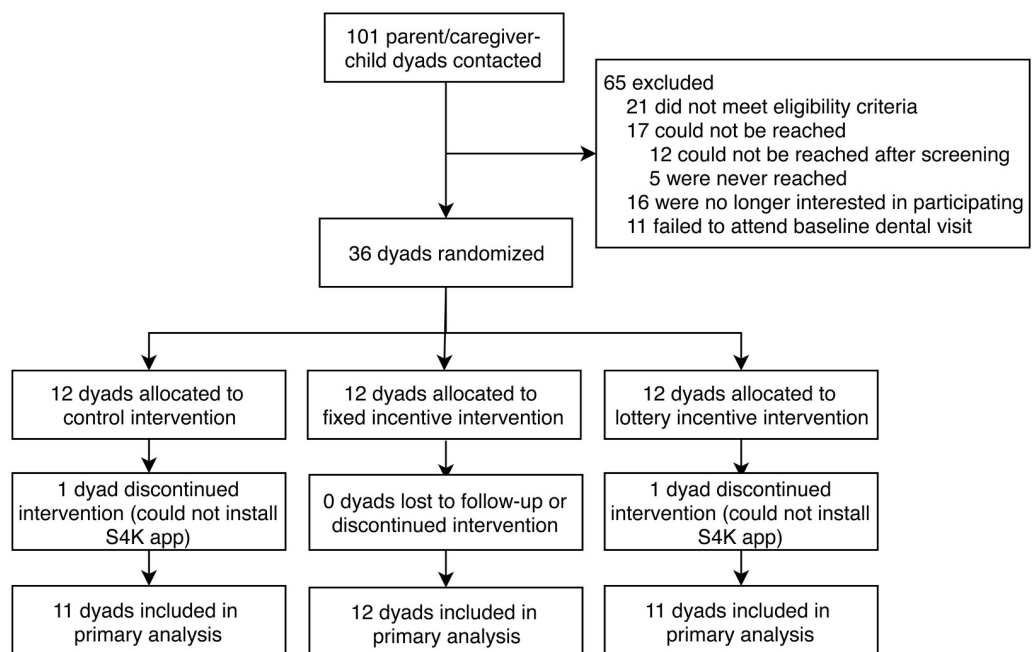 101 parent/caregiver-
child dyads contacted
65 excluded
21 did not meet eligibility criteria
17 could not be reached
12 could not be reached after screening
5 were never reached
16 were no longer interested in participating
11 failed to attend baseline dental visit
36 dyads randomized
12 dyads allocated to
control intervention
12 dyads allocated to
fixed incentive intervention
12 dyads allocated to
lottery incentive intervention
1 dyad discontinued
intervention (could not install
S4K app)
0 dyads lost to follow-up or
discontinued intervention
1 dyad discontinued
intervention (could not install
S4K app)
11 dyads included in
primary analysis
12 dyads included in
primary analysis
11 dyads included in
primary analysis